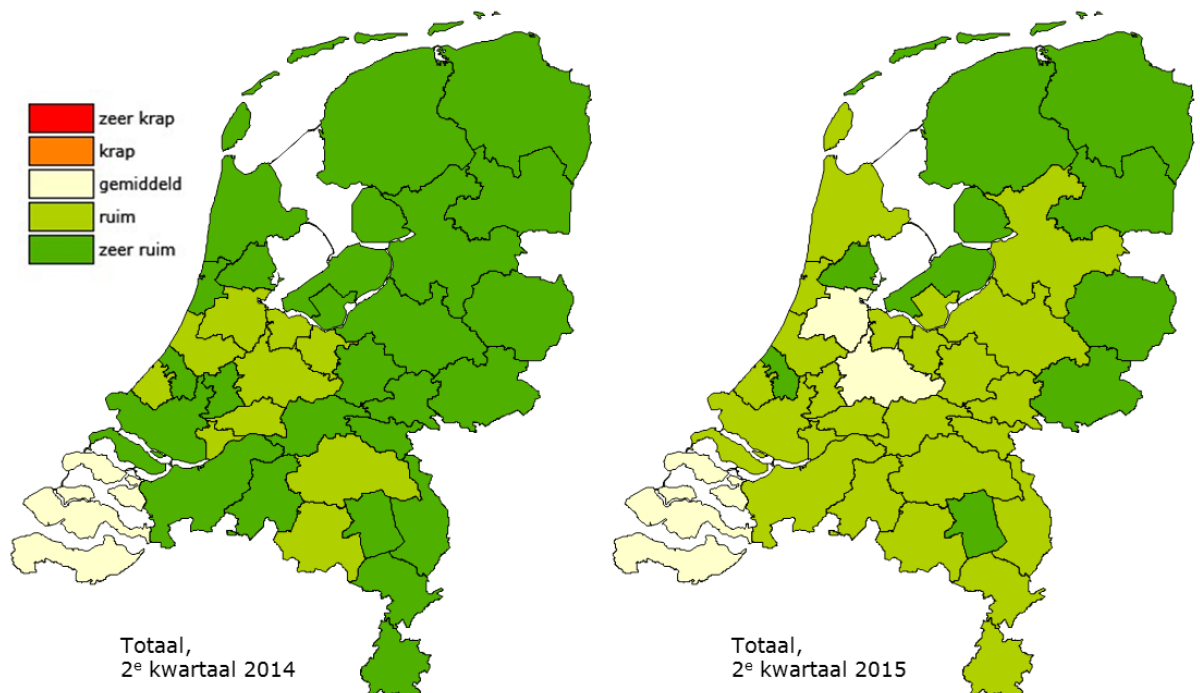 zeer krap
krap
gemiddeld
ruim
zeer ruim
Totaal,
2e kwartaal 2014
Totaal,
2e kwartaal 2015